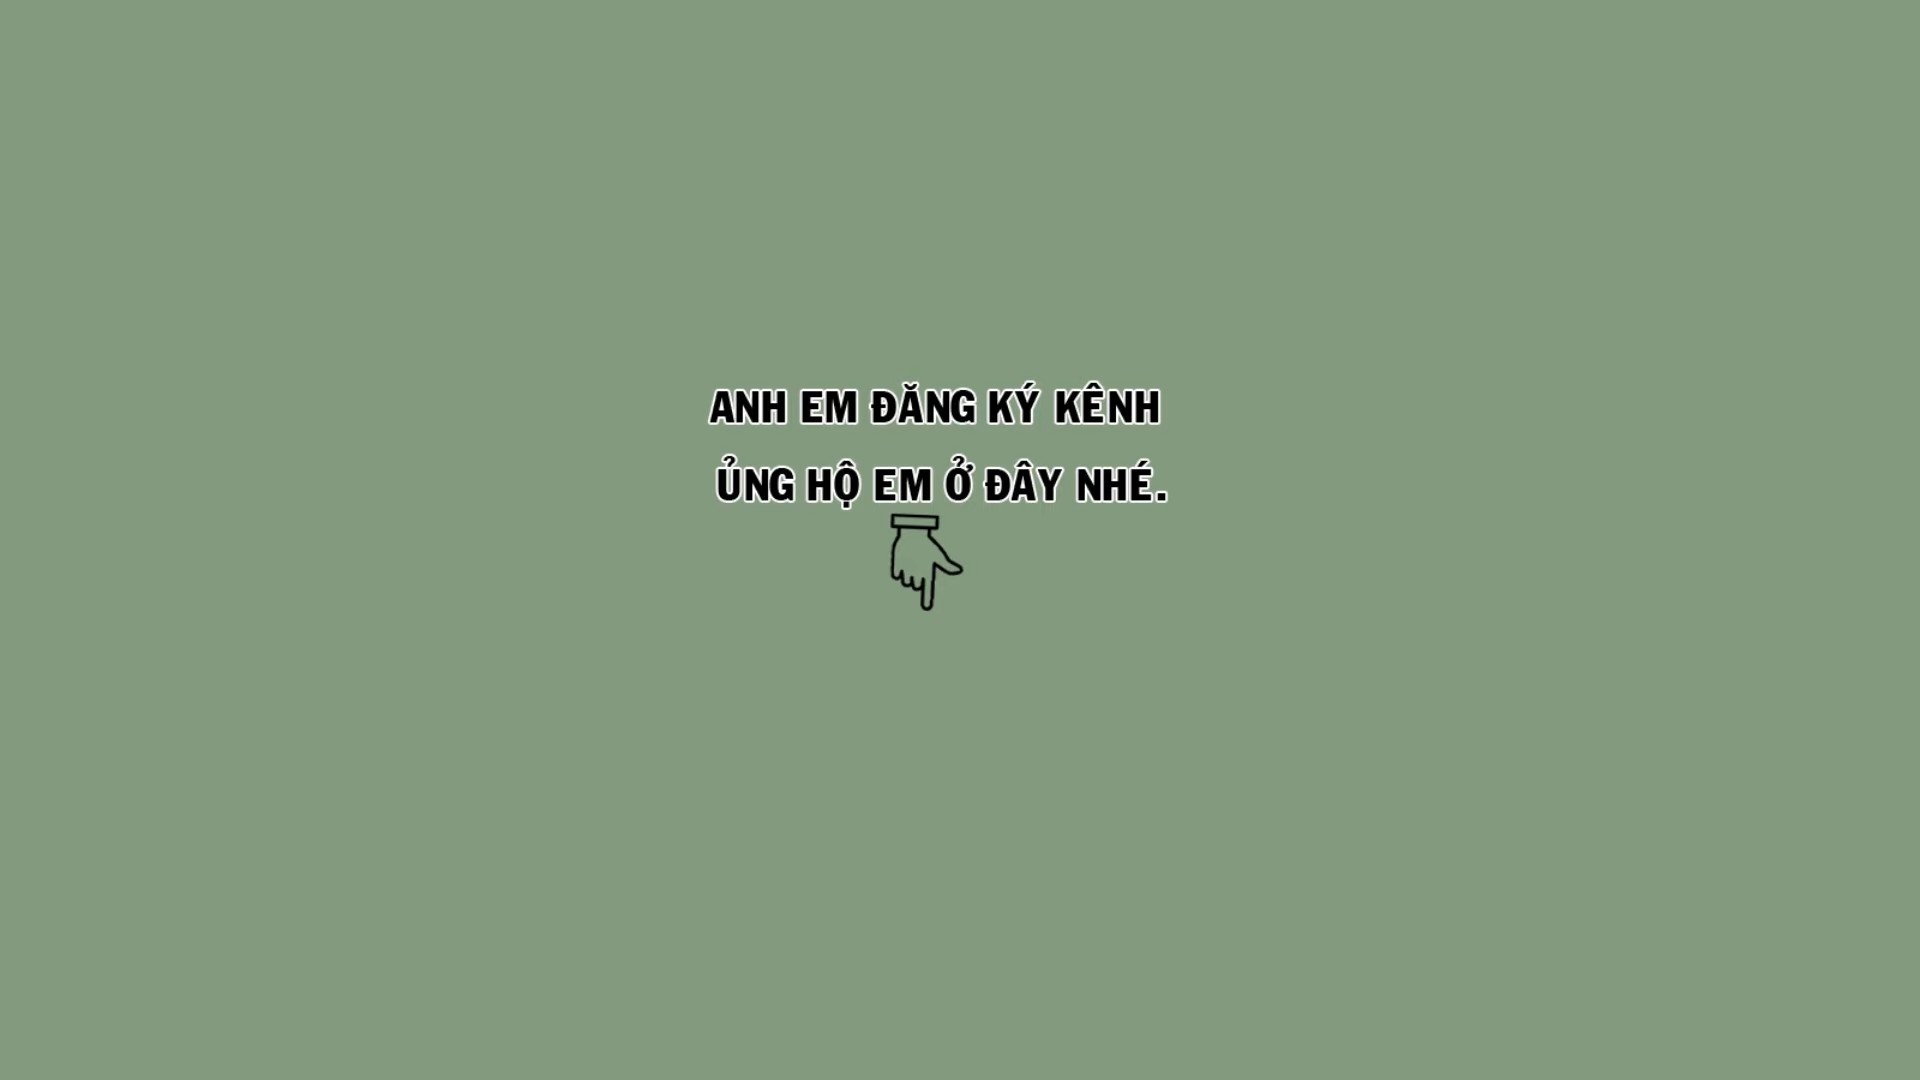 ANH EM ĐĂNG KÝ KÊNH
ỦNG HỘ EM Ở ĐÂY NHÉ.